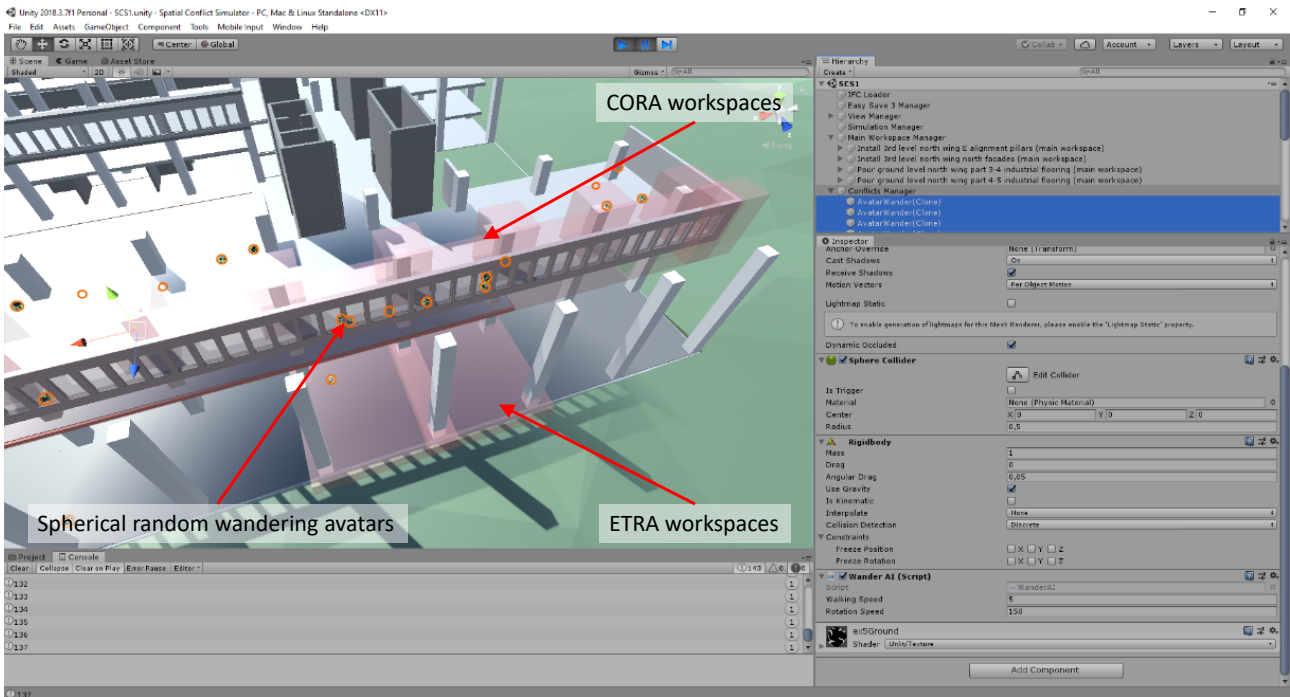 Unity 2018.3.7f1 Personal - SCS1.unity - Spatial Conflict Simulator - PC, Mac & Linux Standalone <DX11>
File Edit Assets GameObject Component Tools Mobile Input Window Help
Center Global
Collab Account Layers Layout
Scene Game Asset Store
Shaded 2D Gizmos All
CORA workspaces
Persp
Spherical random wandering avatars
ETRA workspaces
Hierarchy
Create All
SCS1
IFC Loader
Easy Save 3 Manager
View Manager
Simulation Manager
Main Workspace Manager
Install 3rd level north wing E alignment pillars (main workspace)
Install 3rd level north wing north facades (main workspace)
Pour ground level north wing part 3-4 industrial flooring (main workspace)
Pour ground level north wing part 4-5 industrial flooring (main workspace)
Conflicts Manager
AvatarWander(Clone)
AvatarWander(Clone)
AvatarWander(Clone)
Inspector
Anchor Override None (Transform)
Cast Shadows On
Receive Shadows
Motion Vectors Per Object Motion
Lightmap Static
To enable generation of lightmaps for this Mesh Renderer, please enable the 'Lightmap Static' property.
Dynamic Occluded
Sphere Collider
Edit Collider
Is Trigger
Material None (Physic Material)
Center X 0 Y 0 Z 0
Radius 0,5
Rigidbody
Mass 1
Drag 0
Angular Drag 0,05
Use Gravity
Is Kinematic
Interpolate None
Collision Detection Discrete
Constraints
Freeze Position X Y Z
Freeze Rotation X Y Z
Wander AI (Script)
Script WanderAI
Walking Speed 5
Rotation Speed 150
ex5Ground
Shader Unlit/Texture
Add Component
Project Console
Clear Collapse Clear on Play Error Pause Editor 143 0 0
132 1
133 1
134 1
135 1
136 1
137 1
137